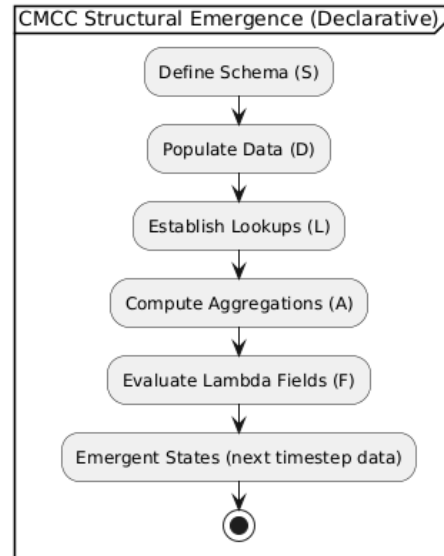 CMCC Structural Emergence (Declarative)
Define Schema (S)
Populate Data (D)
Establish Lookups (L)
Compute Aggregations (A)
Evaluate Lambda Fields (F)
Emergent States (next timestep data)